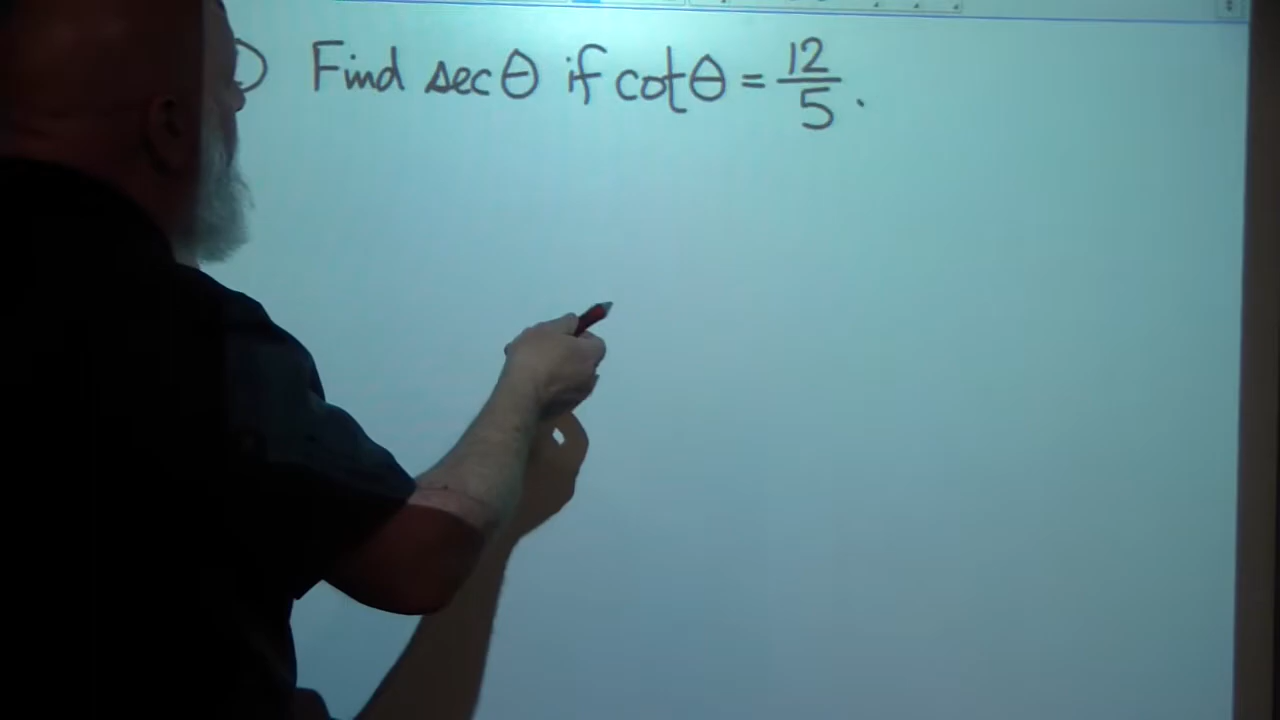 ) Find sec θ if cot θ = 12/5.